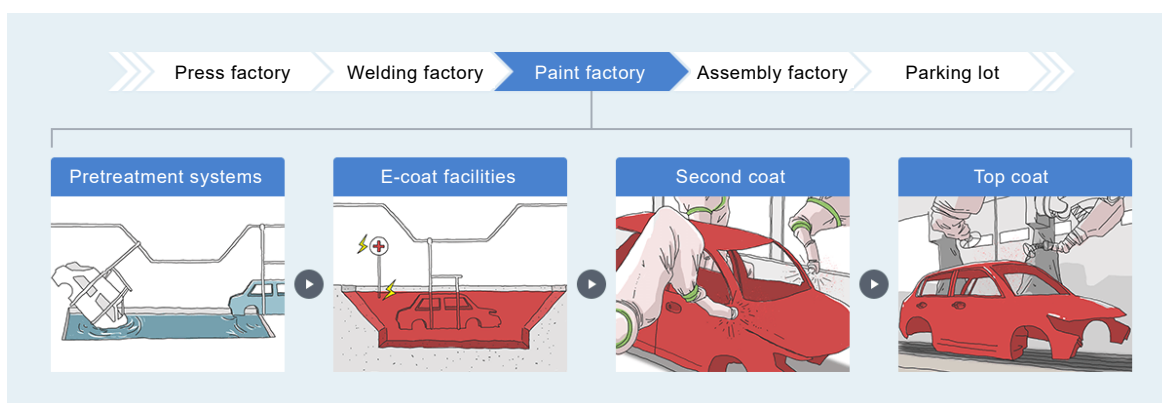 Press factory
Welding factory
Paint factory
Assembly factory
Parking lot
Pretreatment systems
E-coat facilities
Second coat
Top coat